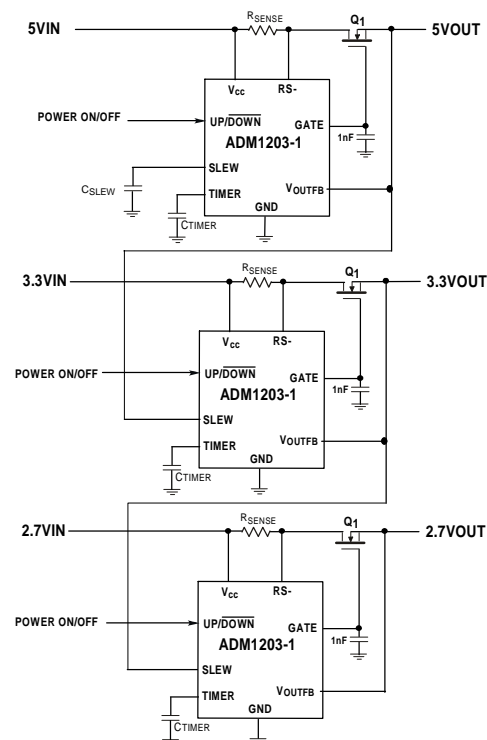 5VIN
RSENSE
Q1
5VOUT
Vcc
RS-
POWER ON/OFF
UP/DOWN
GATE
1nF
ADM1203-1
SLEW
CSLEW
TIMER
VOUTFB
GND
CTIMER
3.3VIN
RSENSE
Q1
3.3VOUT
Vcc
RS-
POWER ON/OFF
UP/DOWN
GATE
1nF
ADM1203-1
SLEW
TIMER
VOUTFB
GND
CTIMER
2.7VIN
RSENSE
Q1
2.7VOUT
Vcc
RS-
POWER ON/OFF
UP/DOWN
GATE
1nF
ADM1203-1
SLEW
TIMER
VOUTFB
GND
CTIMER